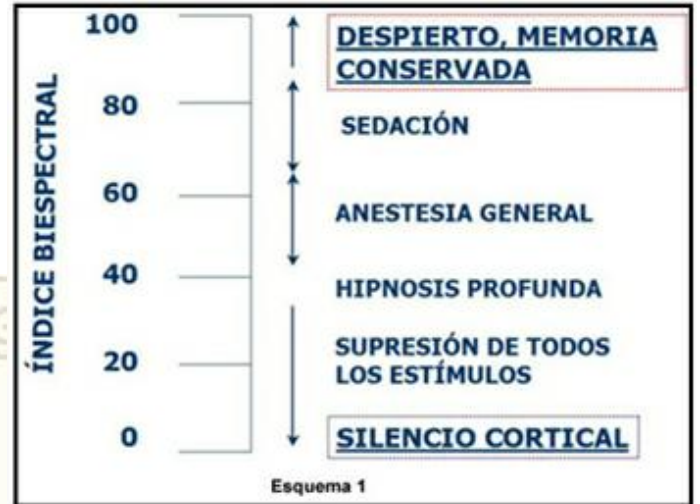 ÍNDICE BIESPECTRAL
100
80
60
40
20
0
DESPIERTO, MEMORIA
CONSERVADA
SEDACIÓN
ANESTESIA GENERAL
HIPNOSIS PROFUNDA
SUPRESIÓN DE TODOS
LOS ESTÍMULOS
SILENCIO CORTICAL
Esquema 1